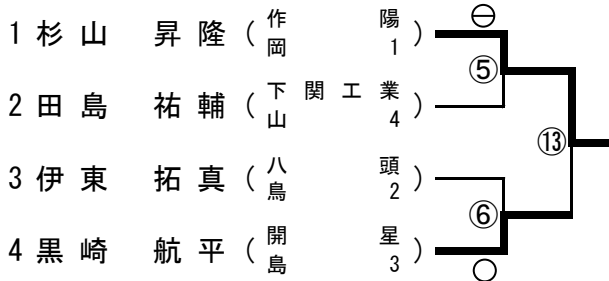 1 杉山 昇隆 (作陽 岡1)
⑤
2 田島 祐輔 (下関工業 山4)
⑬
3 伊東 拓真 (八頭 鳥2)
⑥
4 黒崎 航平 (開星 島3)